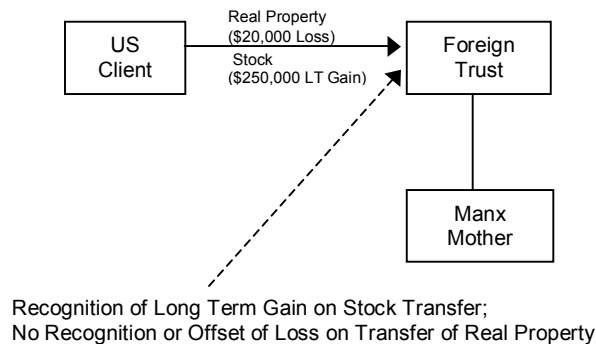 Real Property
($20,000 Loss)
Stock
($250,000 LT Gain)
US
Client
Foreign
Trust
Manx
Mother
Recognition of Long Term Gain on Stock Transfer;
No Recognition or Offset of Loss on Transfer of Real Property